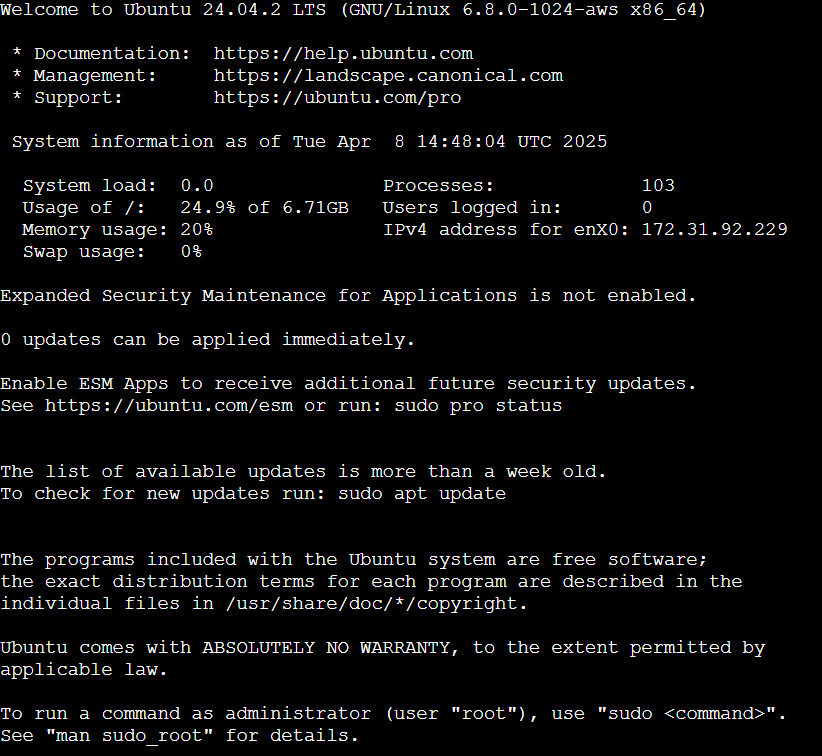 Welcome to Ubuntu 24.04.2 LTS (GNU/Linux 6.8.0-1024-aws x86_64)
* Documentation: https://help.ubuntu.com
* Management: https://landscape.canonical.com
* Support: https://ubuntu.com/pro
System information as of Tue Apr 8 14:48:04 UTC 2025
System load: 0.0 Processes: 103
Usage of /: 24.9% of 6.71GB Users logged in: 0
Memory usage: 20% IPv4 address for enX0: 172.31.92.229
Swap usage: 0%
Expanded Security Maintenance for Applications is not enabled.
0 updates can be applied immediately.
Enable ESM Apps to receive additional future security updates.
See https://ubuntu.com/esm or run: sudo pro status
The list of available updates is more than a week old.
To check for new updates run: sudo apt update
The programs included with the Ubuntu system are free software;
the exact distribution terms for each program are described in the
individual files in /usr/share/doc/*/copyright.
Ubuntu comes with ABSOLUTELY NO WARRANTY, to the extent permitted by
applicable law.
To run a command as administrator (user "root"), use "sudo <command>".
See "man sudo_root" for details.